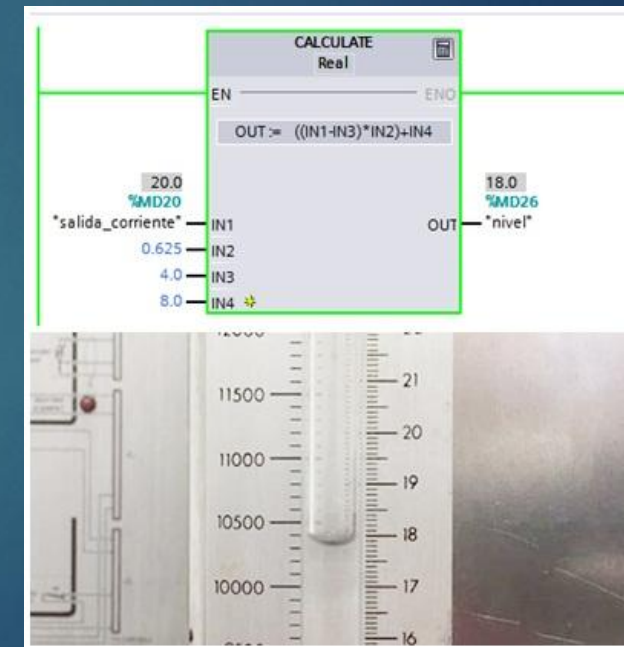 CALCULATE
Real
EN
ENO
OUT := ((IN1-IN3)*IN2)+IN4
20.0
%MD20
"salida_corriente"
IN1
0.625
IN2
4.0
IN3
8.0
IN4
18.0
%MD26
OUT
"nivel"
11500
21
11000
20
19
10500
18
10000
17
16